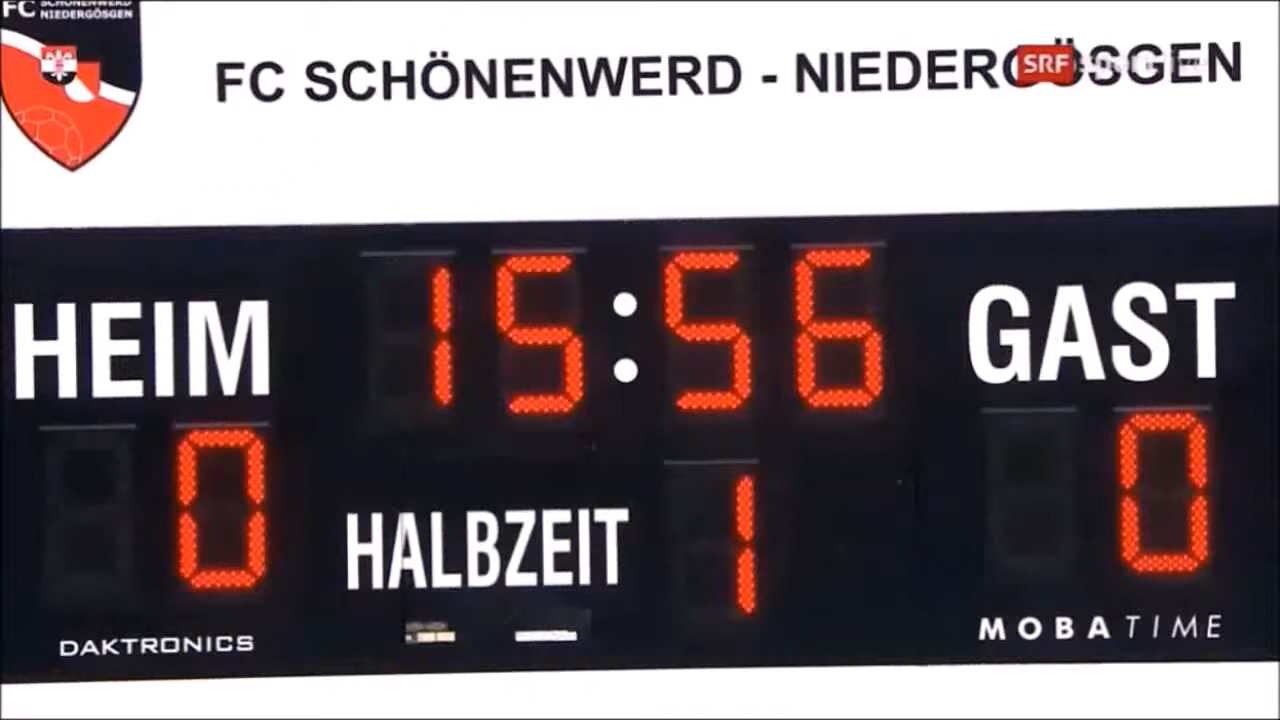 FC SCHÖNENWERD
NIEDERGÖSGEN
FC SCHÖNENWERD - NIEDERGÖSGEN
SRF
HEIM
15:56
GAST
0
HALBZEIT
1
0
DAKTRONICS
MOBATIME